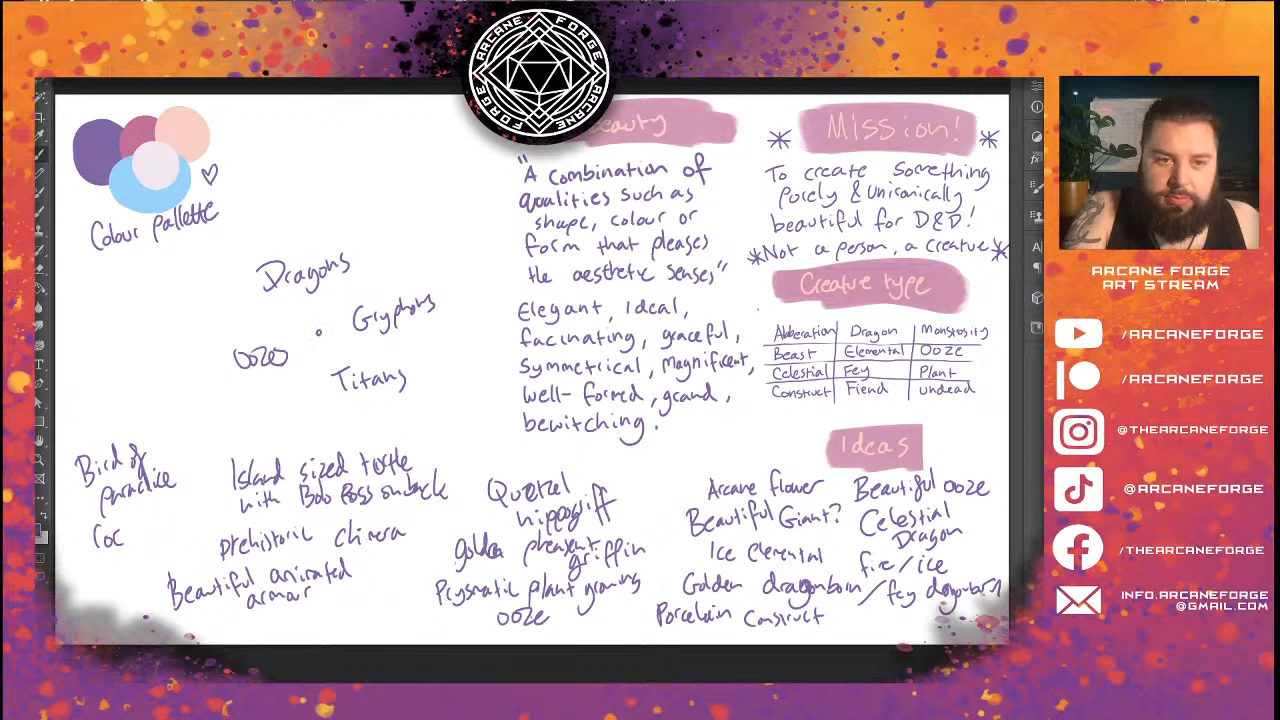 ARCANE FORGE
ARCANE FORGE
Beauty
"A combination of
qualities such as
shape, colour or
form that pleases
the aesthetic senses,"
Elegant, Ideal,
facinating, graceful,
symmetrical, Magnificent,
well-formed, grand,
bewitching.
* Mission! *
To create something
Purely & Unironically
beautiful for D&D!
*Not a person, a creature*
Creature type
Abberation Dragon Monstrosity
Beast Elemental Ooze
Celestial Fey Plant
Construct Fiend undead
Colour pallette
Dragons
Gryphons
Ooze
Titans
Bird of
paradice
roc
Island sized turtle
with Bob Ross on back
prehistoric chimera
Beautiful animated
armour
Quetzel
hippogriff
golden pheasent
griffin
Prysmatic plant growing
ooze
Ideas
Arcane flower
Beautiful Giant?
Ice Elemental
Golden dragonborn / fey dragonborn
Porcelain Construct
Beautiful ooze
Celestial
Dragon
fire/ice
ARCANE FORGE
ART STREAM
/ARCANEFORGE
/ARCANEFORGE
@THEARCANEFORGE
@ARCANEFORGE
/THEARCANEFORGE
INFO.ARCANEFORGE
@GMAIL.COM